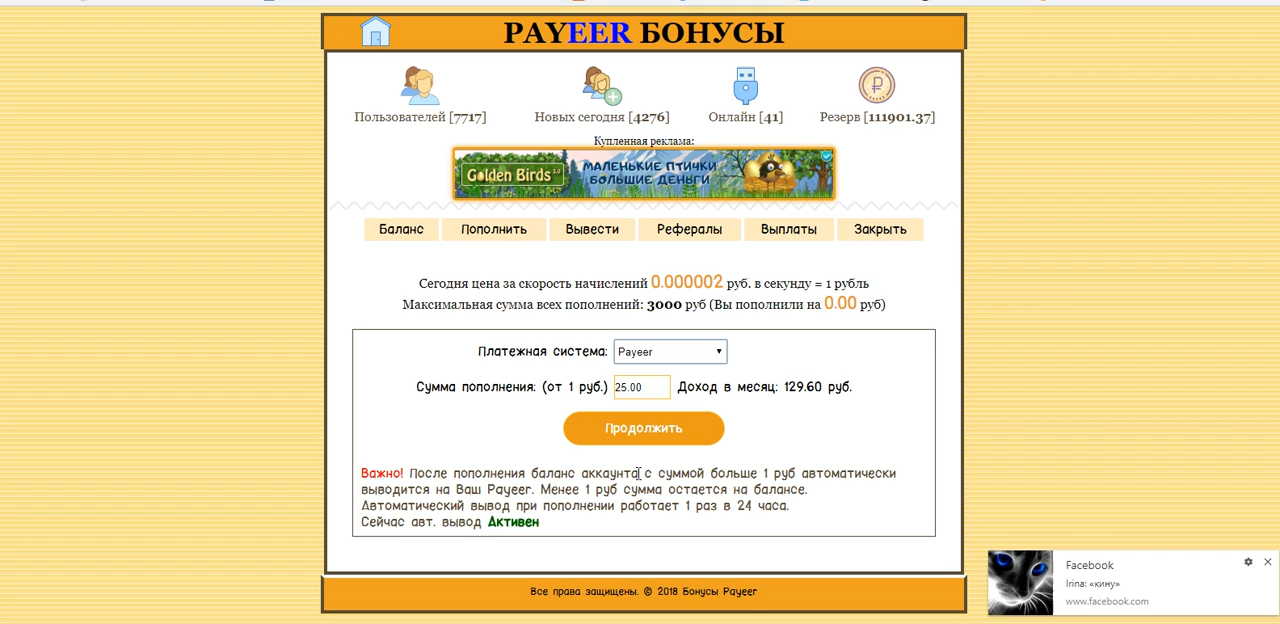 PAYEER БОНУСЫ
Пользователей [7717]
Новых сегодня [4276]
Онлайн [41]
Резерв [111901.37]
Купленная реклама:
Golden Birds 3.0
МАЛЕНЬКИЕ ПТИЧКИ
БОЛЬШИЕ ДЕНЬГИ
Баланс
Пополнить
Вывести
Рефералы
Выплаты
Закрыть
Сегодня цена за скорость начислений 0.000002 руб. в секунду = 1 рубль
Максимальная сумма всех пополнений: 3000 руб (Вы пополнили на 0.00 руб)
Платежная система: Payeer
Сумма пополнения: (от 1 руб.) 25.00 Доход в месяц: 129.60 руб.
Продолжить
Важно! После пополнения баланс аккаунта с суммой больше 1 руб автоматически
выводится на Ваш Payeer. Менее 1 руб сумма остается на балансе.
Автоматический вывод при пополнении работает 1 раз в 24 часа.
Сейчас авт. вывод Активен
Все права защищены. © 2018 Бонусы Payeer
Facebook
Irina: «кину»
www.facebook.com